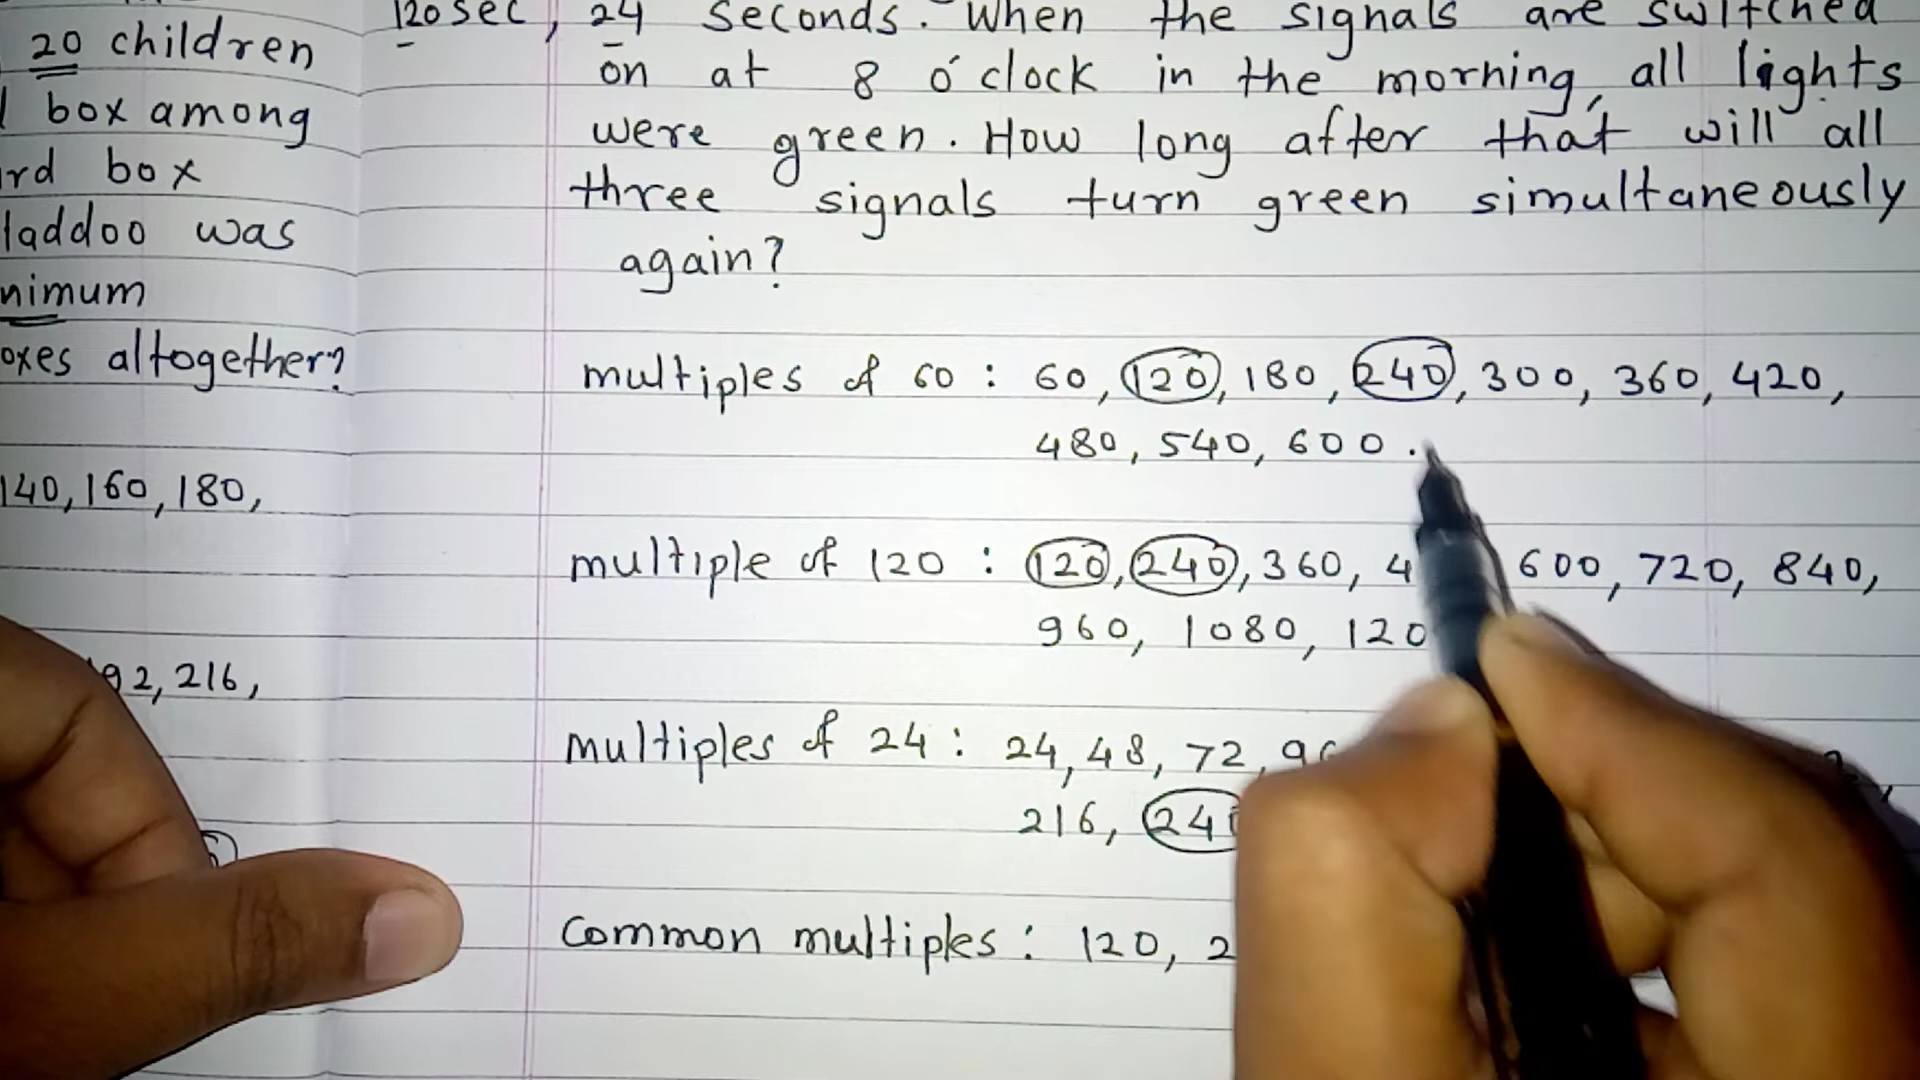 20 children
box among
box
laddoo was
nimum
oxes altogether?
140, 160, 180,
92, 216,
120 sec, 24 seconds. When the signals are switched
on at 8 o'clock in the morning, all lights
were green. How long after that will all
three signals turn green simultaneously
again?
multiples of 60 : 60, 120, 180, 240, 300, 360, 420,
480, 540, 600 .
multiple of 120 : 120, 240, 360, 4 600, 720, 840,
960, 1080, 120
multiples of 24 : 24, 48, 72, 96
216, 240
common multiples : 120, 2